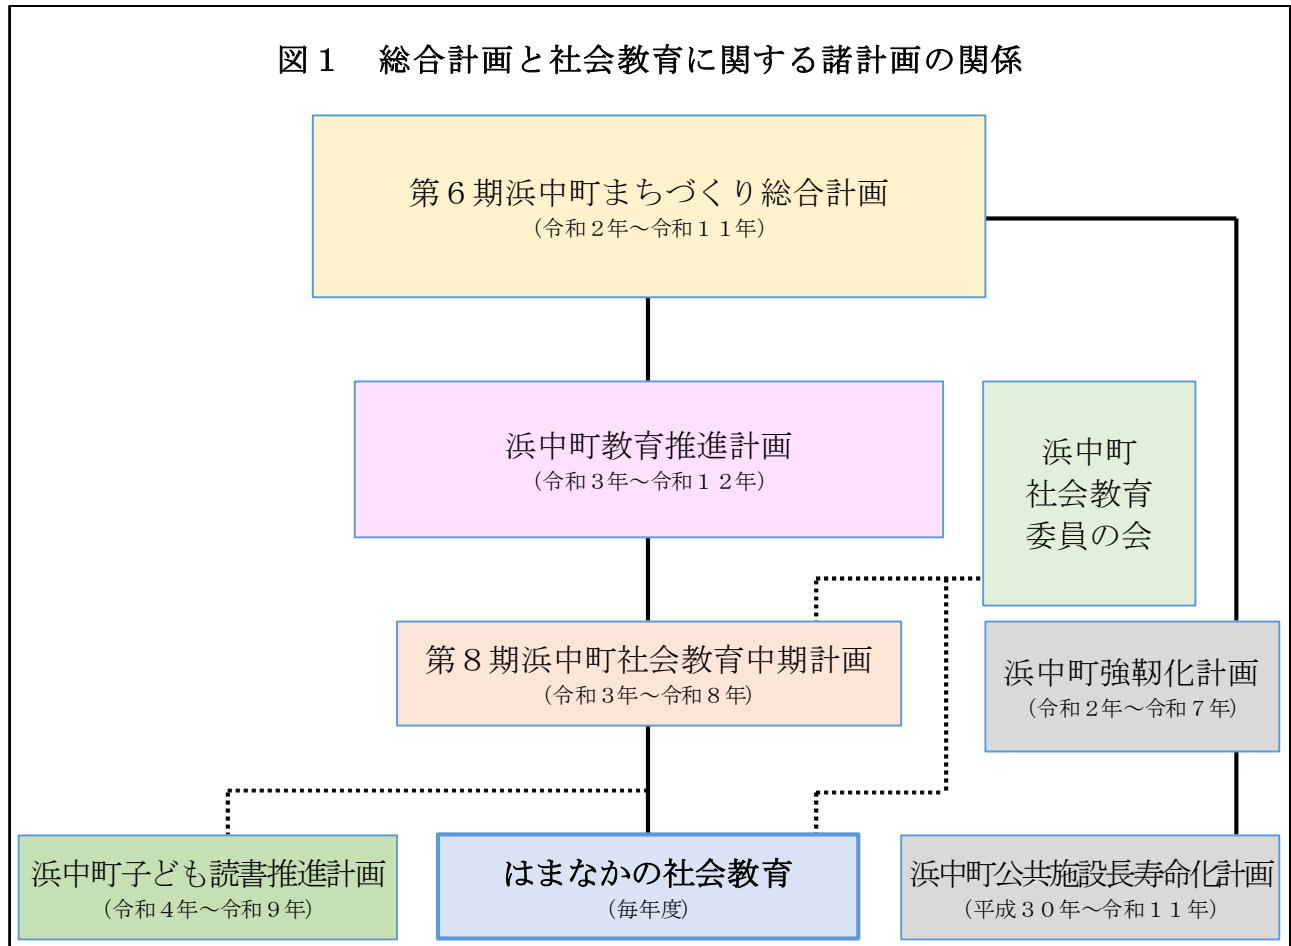 図１　総合計画と社会教育に関する諸計画の関係
第６期浜中町まちづくり総合計画
（令和２年～令和１１年）
浜中町教育推進計画
（令和３年～令和１２年）
浜中町
社会教育
委員の会
第８期浜中町社会教育中期計画
（令和３年～令和８年）
浜中町強靭化計画
（令和２年～令和７年）
浜中町子ども読書推進計画
（令和４年～令和９年）
はまなかの社会教育
（毎年度）
浜中町公共施設長寿命化計画
（平成３０年～令和１１年）